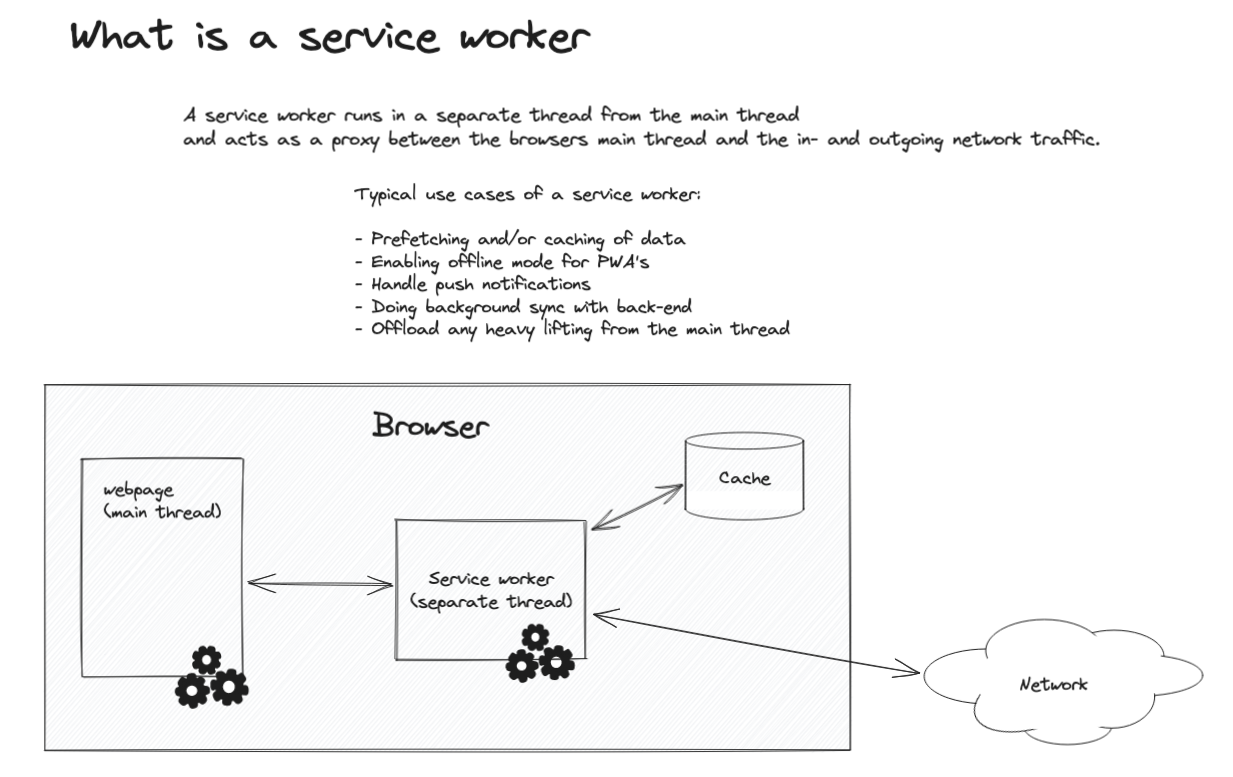 What is a service worker
A service worker runs in a separate thread from the main thread
and acts as a proxy between the browsers main thread and the in- and outgoing network traffic.
Typical use cases of a service worker:
- Prefetching and/or caching of data
- Enabling offline mode for PWA's
- Handle push notifications
- Doing background sync with back-end
- Offload any heavy lifting from the main thread
Browser
webpage
(main thread)
Cache
Service worker
(separate thread)
Network